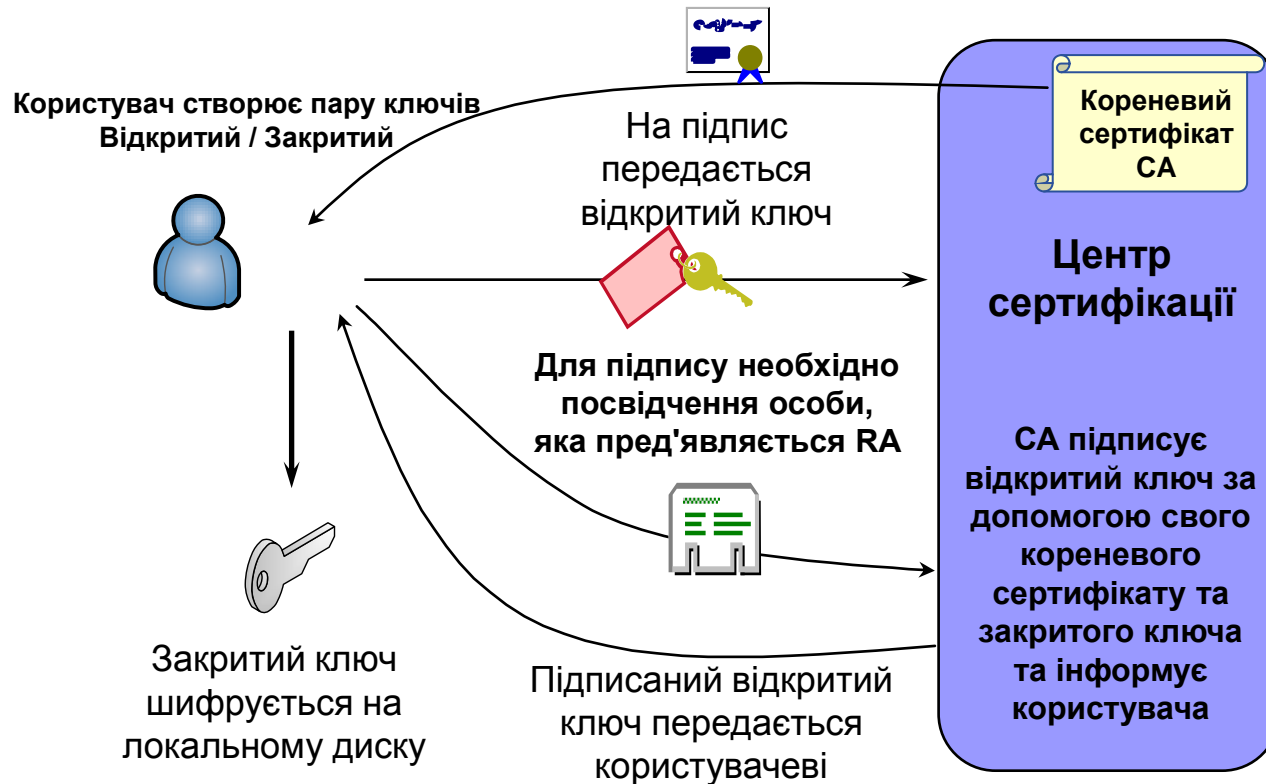 Користувач створює пару ключів
Відкритий / Закритий
На підпис
передається
відкритий ключ
Кореневий
сертифікат
СА
Центр
сертифікації
Для підпису необхідно
посвідчення особи,
яка пред'являється RA
СА підписує
відкритий ключ за
допомогою свого
кореневого
сертифікату та
закритого ключа
та інформує
користувача
Закритий ключ
шифрується на
локальному диску
Підписаний відкритий
ключ передається
користувачеві